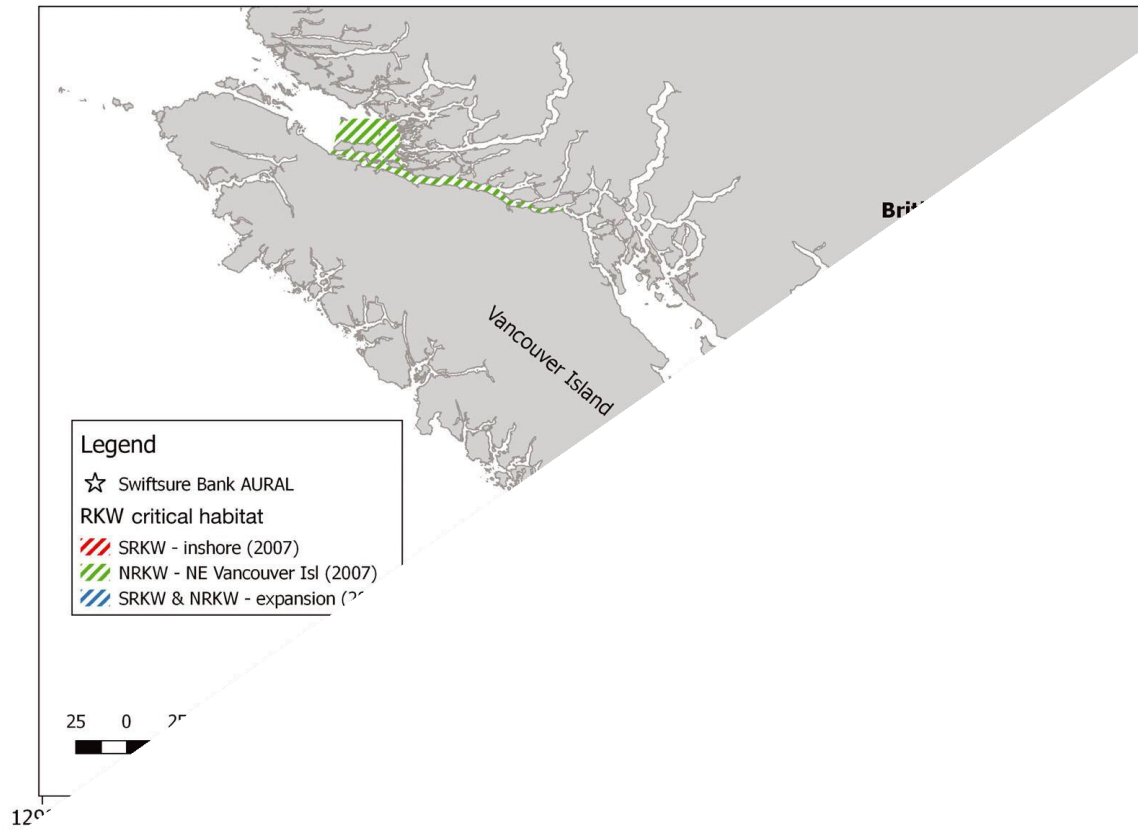 Vancouver Island
Legend
Swiftsure Bank AURAL
RKW critical habitat
SRKW - inshore (2007)
NRKW - NE Vancouver Isl (2007)
SRKW & NRKW - expansion
25 0 25